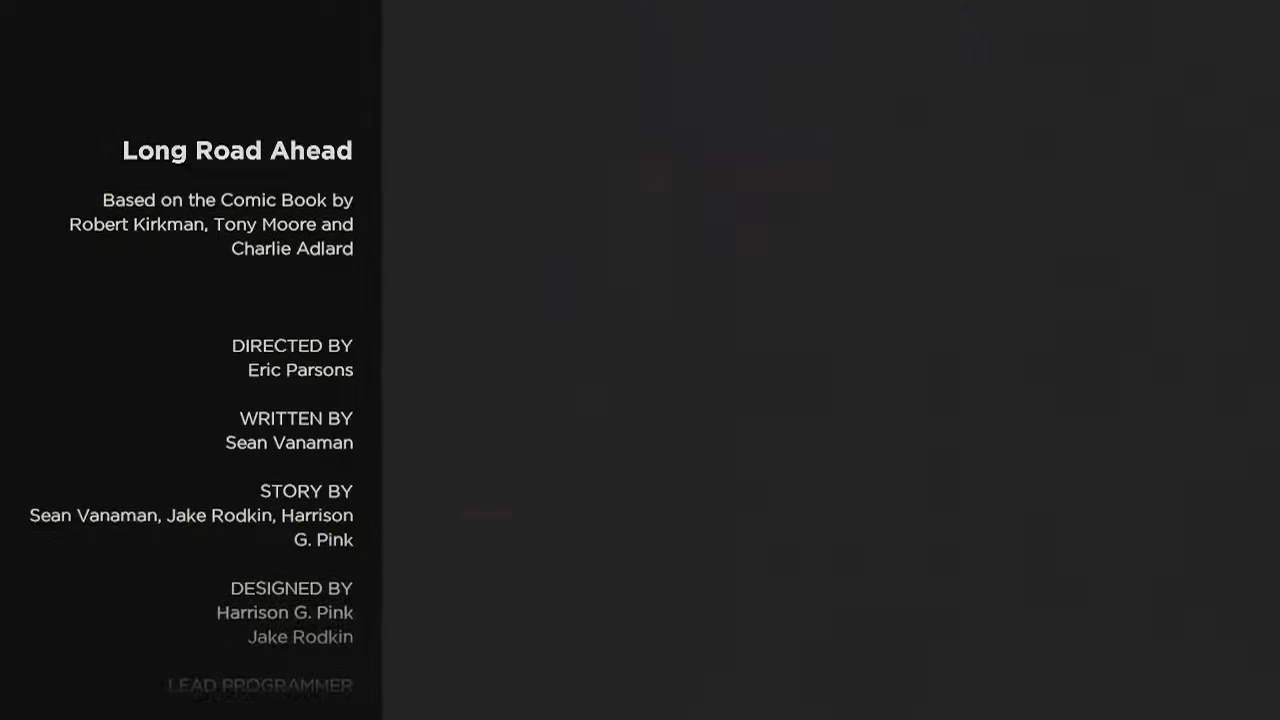 Long Road Ahead
Based on the Comic Book by
Robert Kirkman, Tony Moore and
Charlie Adlard
DIRECTED BY
Eric Parsons
WRITTEN BY
Sean Vanaman
STORY BY
Sean Vanaman, Jake Rodkin, Harrison
G. Pink
DESIGNED BY
Harrison G. Pink
Jake Rodkin
LEAD PROGRAMMER